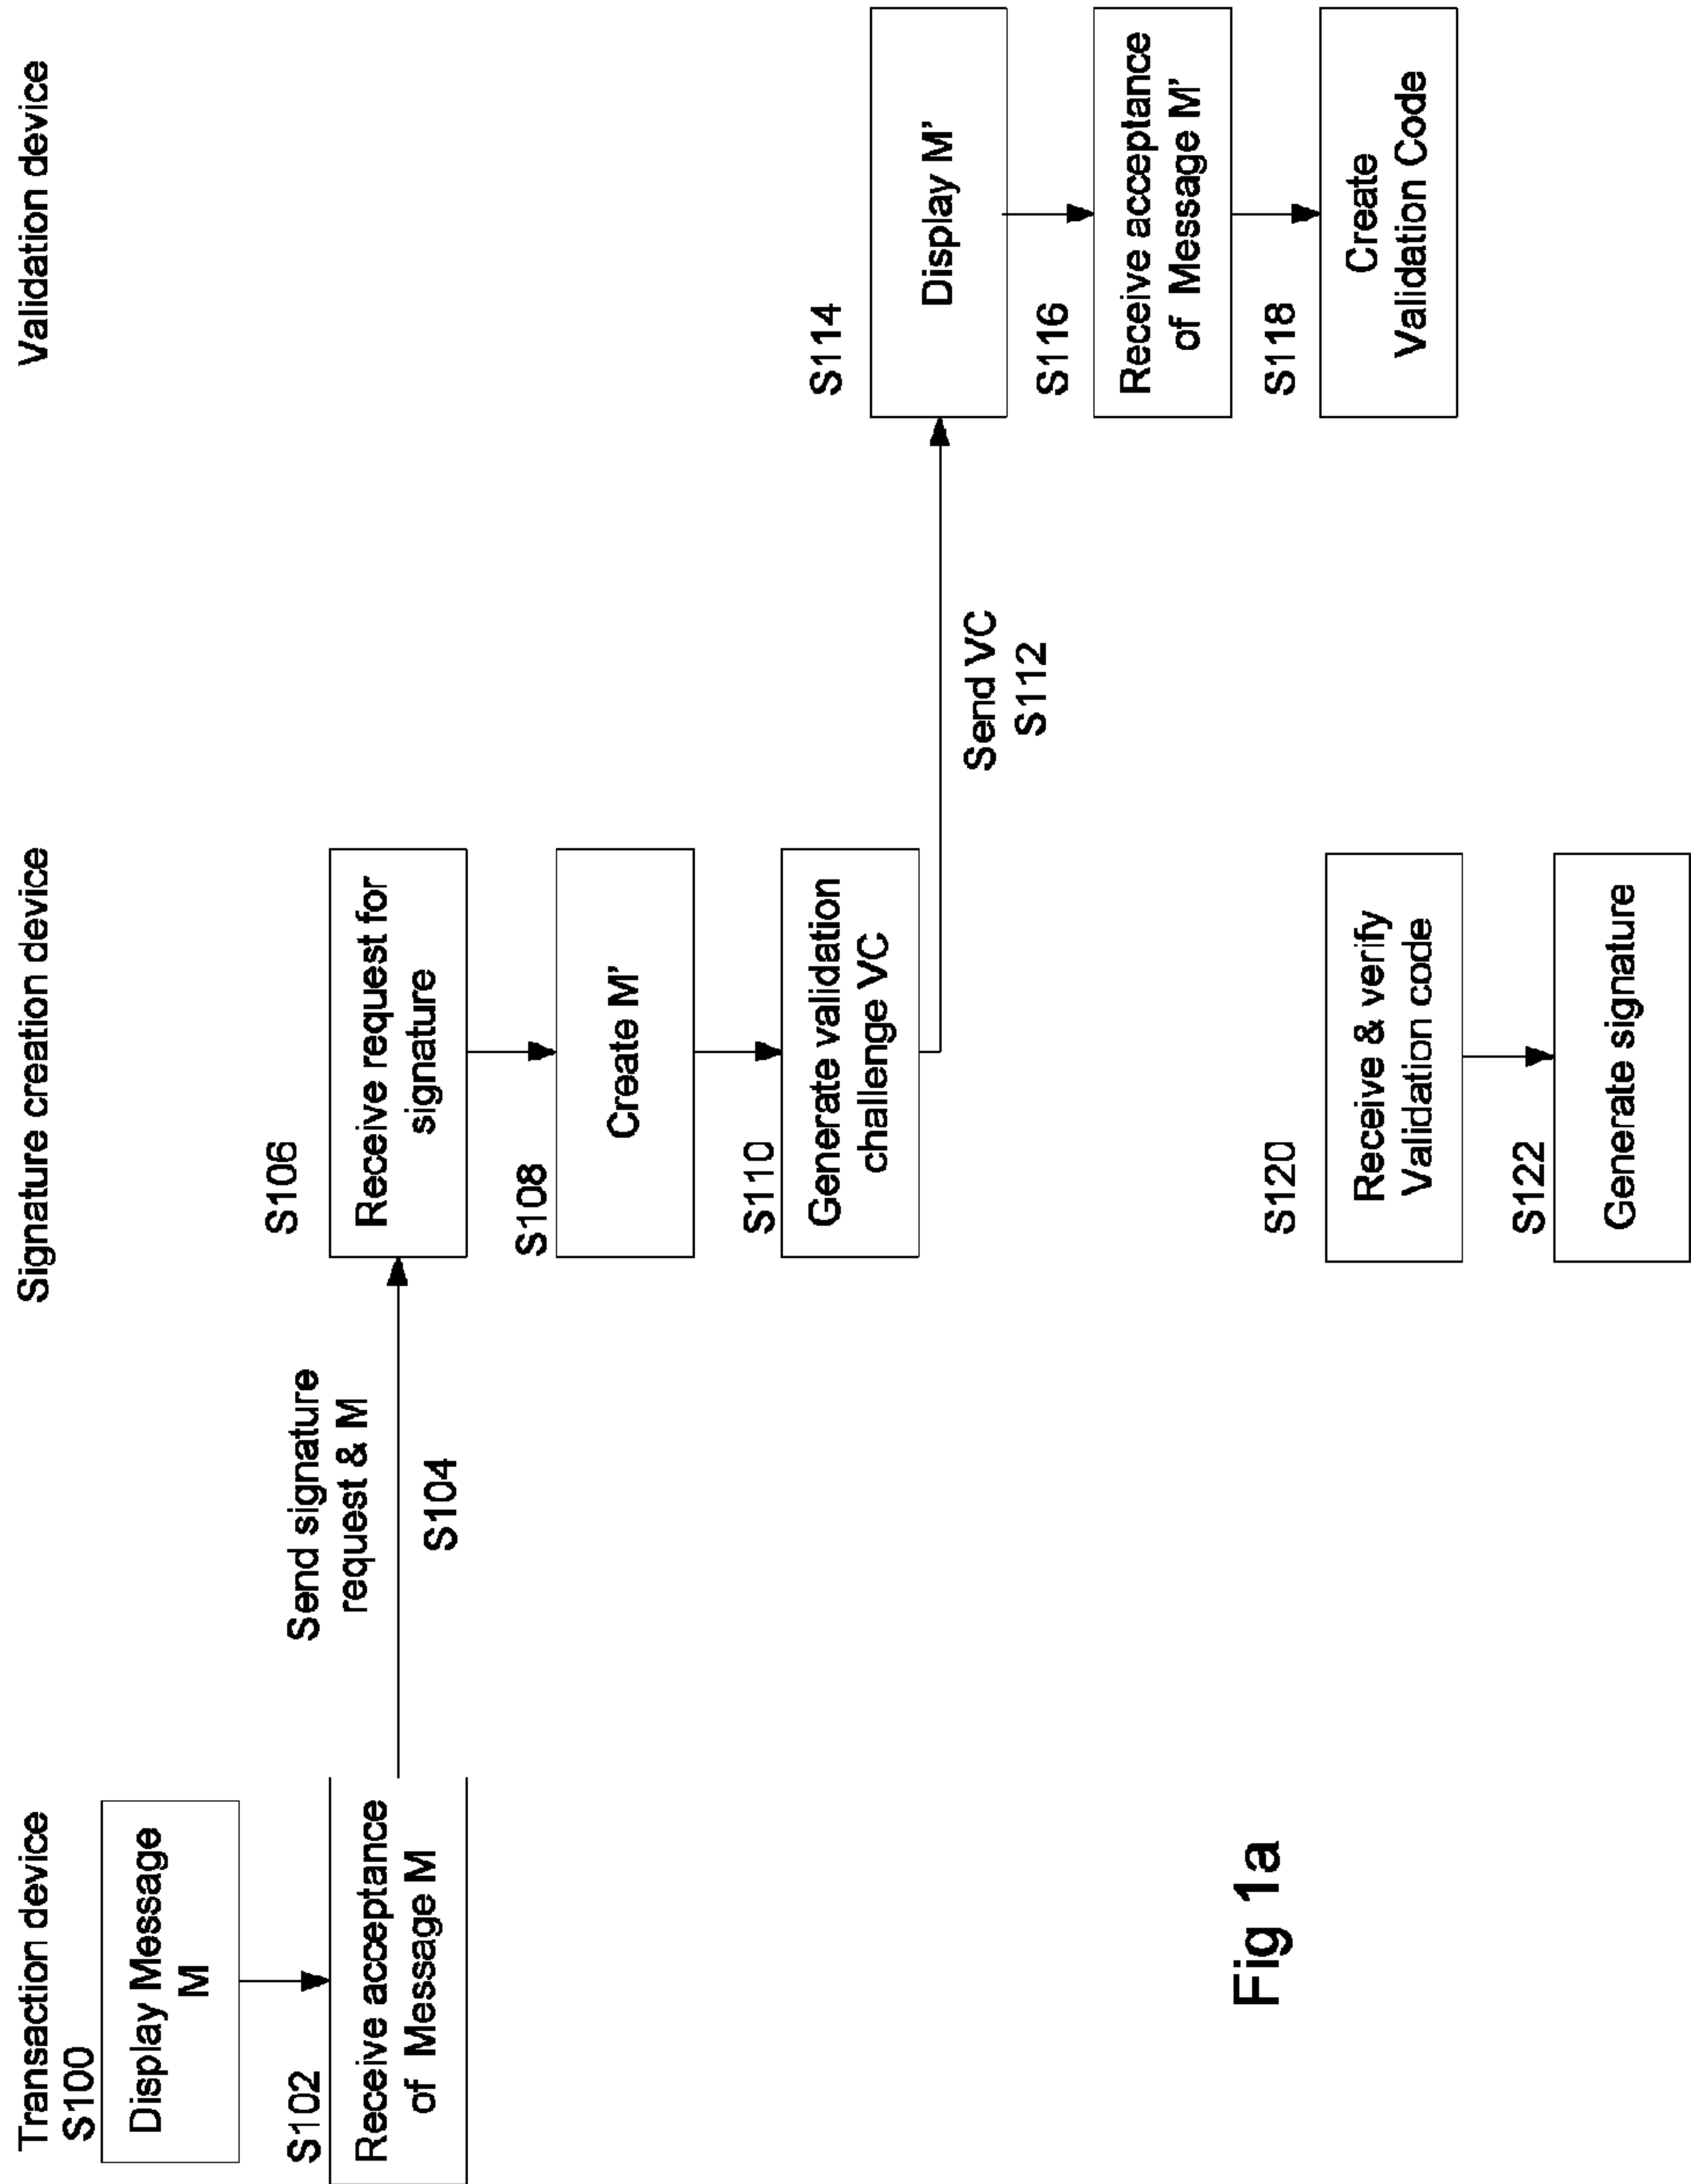 Transaction device
S100
Display Message
M
S102
Receive acceptance
of Message M
Send signature
request & M
S104
Signature creation device
S106
Receive request for
signature
S108
Create M'
S110
Generate validation
challenge VC
Send VC
S112
Validation device
S114
Display M'
S116
Receive acceptance
of Message M'
S118
Create
Validation Code
S120
Receive & verify
Validation code
S122
Generate signature
Fig 1a